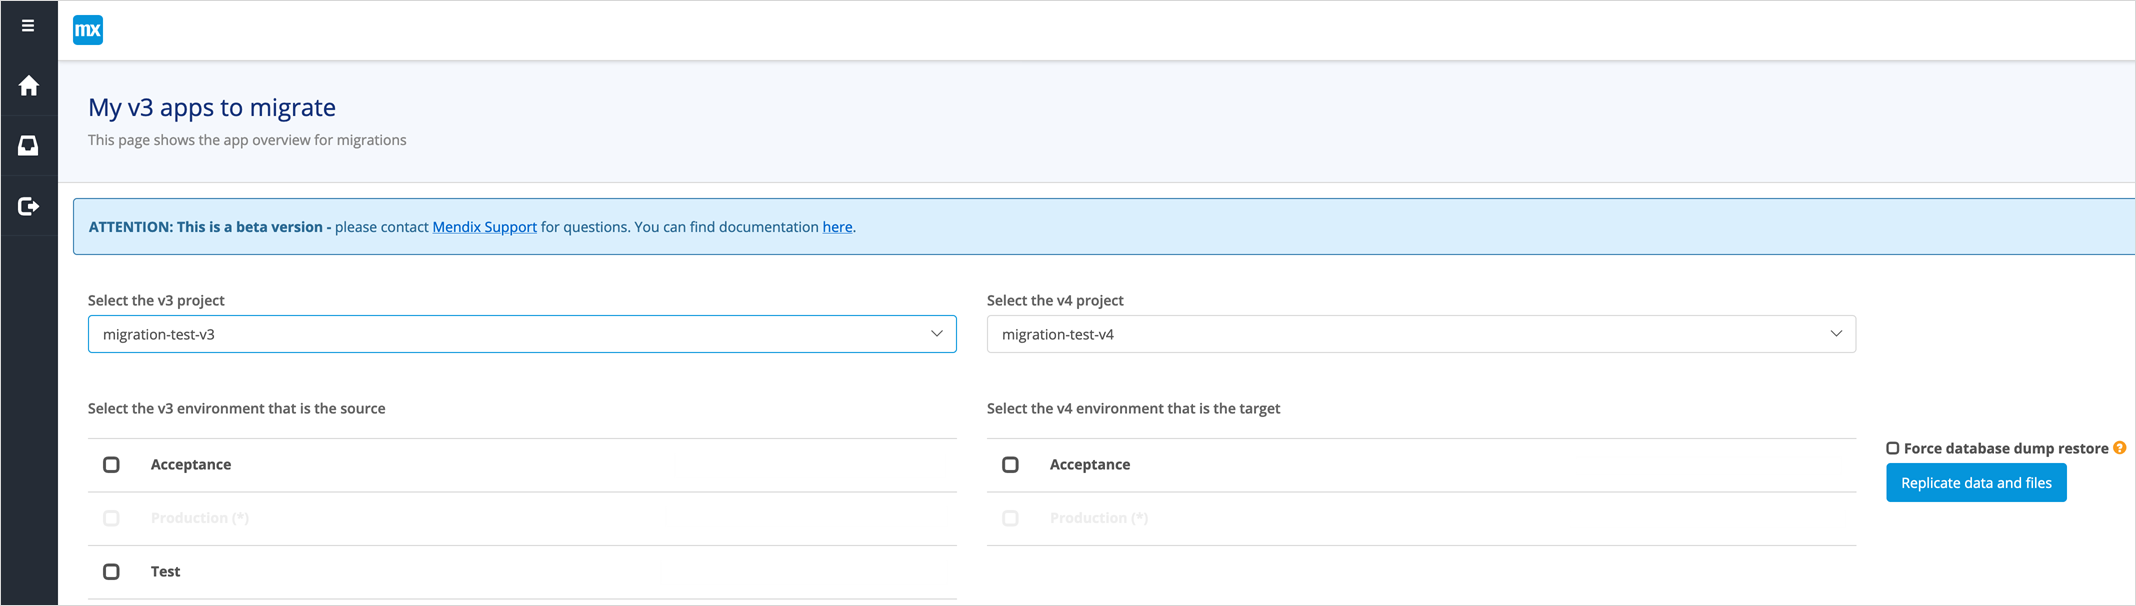 mx
My v3 apps to migrate
This page shows the app overview for migrations
ATTENTION: This is a beta version - please contact Mendix Support for questions. You can find documentation here.
Select the v3 project
migration-test-v3
Select the v4 project
migration-test-v4
Select the v3 environment that is the source
Acceptance
Production (*)
Test
Select the v4 environment that is the target
Acceptance
Production (*)
Force database dump restore ?
Replicate data and files